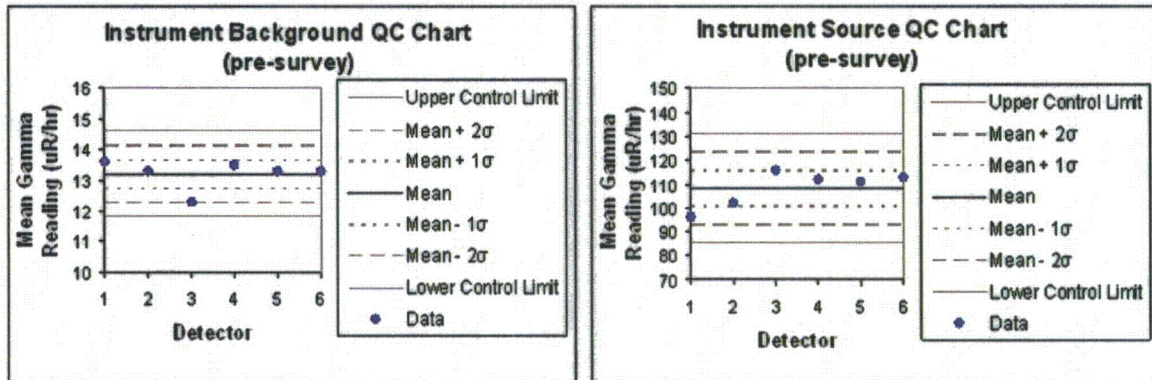 Instrument Background QC Chart
(pre-survey)
Mean Gamma
Reading (uR/hr)
16
15
14
13
12
11
10
1 2 3 4 5 6
Detector
Upper Control Limit
Mean + 2σ
Mean + 1σ
Mean
Mean - 1σ
Mean - 2σ
Lower Control Limit
Data
Instrument Source QC Chart
(pre-survey)
Mean Gamma
Reading (uR/hr)
150
140
130
120
110
100
90
80
70
1 2 3 4 5 6
Detector
Upper Control Limit
Mean + 2σ
Mean + 1σ
Mean
Mean - 1σ
Mean - 2σ
Lower Control Limit
Data